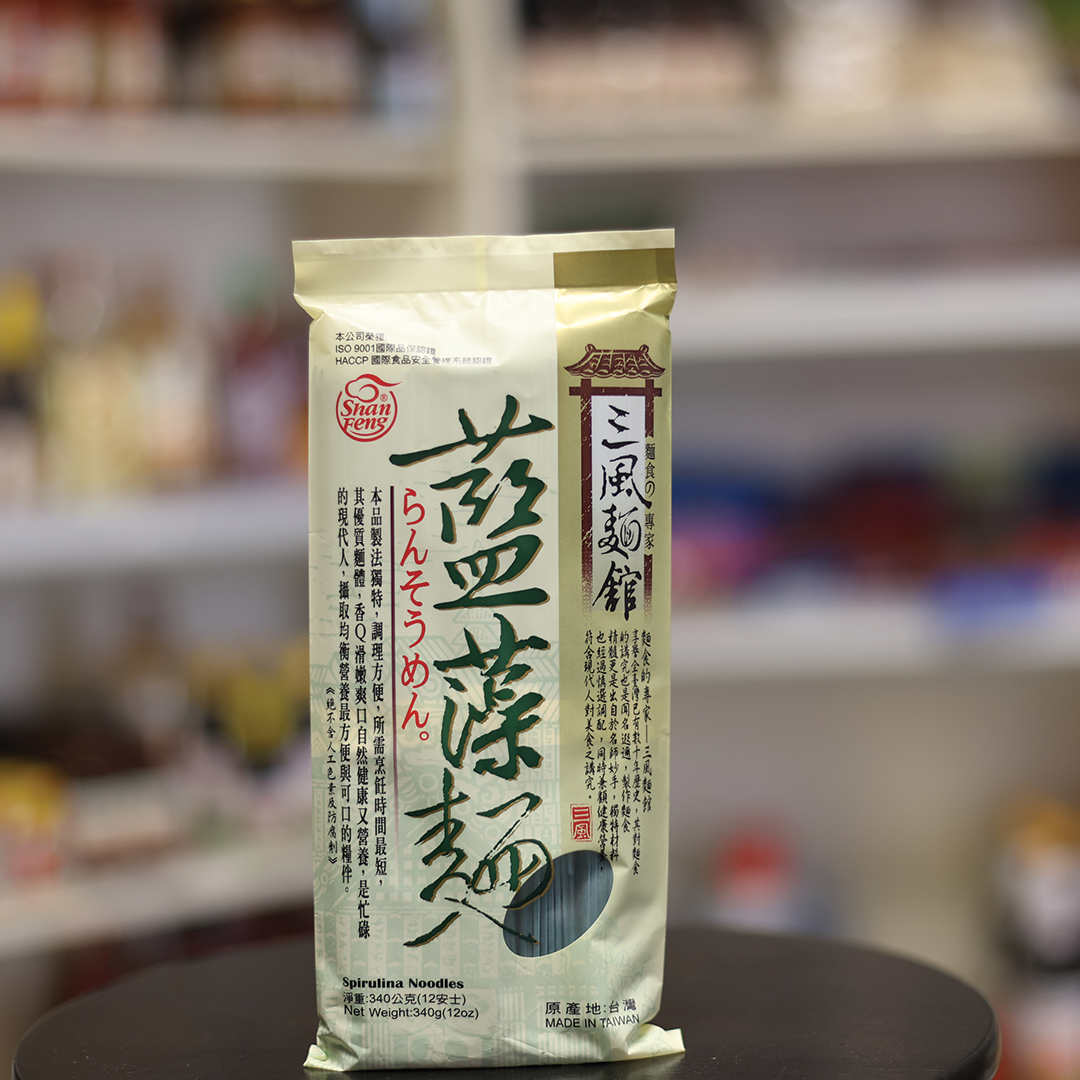 本公司榮獲
ISO 9001國際品保認證
HACCP 國際食品安全管理系統認證
Shan Feng®
藍藻麵
らんそうめん。
本品製法獨特,調理方便,所需烹飪時間最短,
其優質麵體,香Q滑嫩爽口自然健康又營養,是忙碌
的現代人,攝取均衡營養最方便與可口的糧伴。
《絕不含人工色素及防腐劑》
三風麵館
麵食の專家
麵食的專家—三風麵館
享譽全臺灣已有數十年歷史,其對麵食
的講究也是聞名遐邇,製作麵食
精髓更是出自於名師妙手,獨特材料
也經過慎選調配,同時兼顧健康營養,
符合現代人對美食之講究。
三風
Spirulina Noodles
淨重:340公克(12安士)
Net Weight:340g(12oz)
原產地:台灣
MADE IN TAIWAN